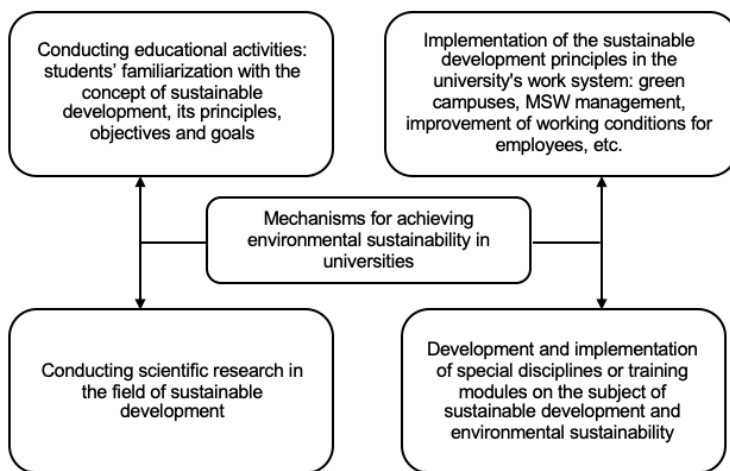 Conducting educational activities:
students’ familiarization with the
concept of sustainable
development, its principles,
objectives and goals
Implementation of the sustainable
development principles in the
university's work system: green
campuses, MSW management,
improvement of working conditions for
employees, etc.
Mechanisms for achieving
environmental sustainability in
universities
Conducting scientific research in
the field of sustainable
development
Development and implementation
of special disciplines or training
modules on the subject of
sustainable development and
environmental sustainability